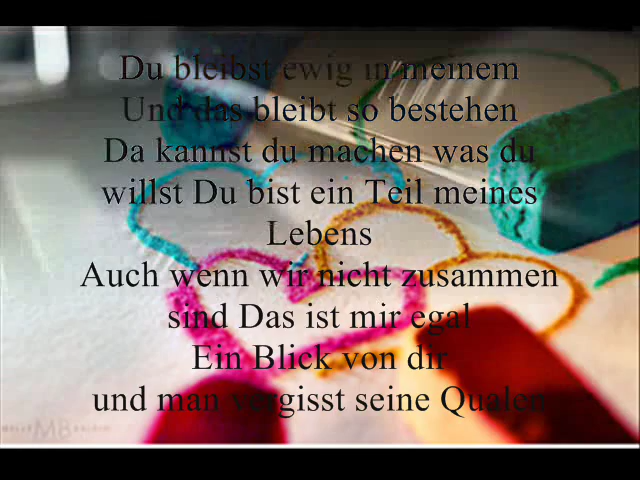 Du bleibst ewig in meinem
Und das bleibt so bestehen
Da kannst du machen was du
willst Du bist ein Teil meines
Lebens
Auch wenn wir nicht zusammen
sind Das ist mir egal
Ein Blick von dir
und man vergisst seine Qualen
MB